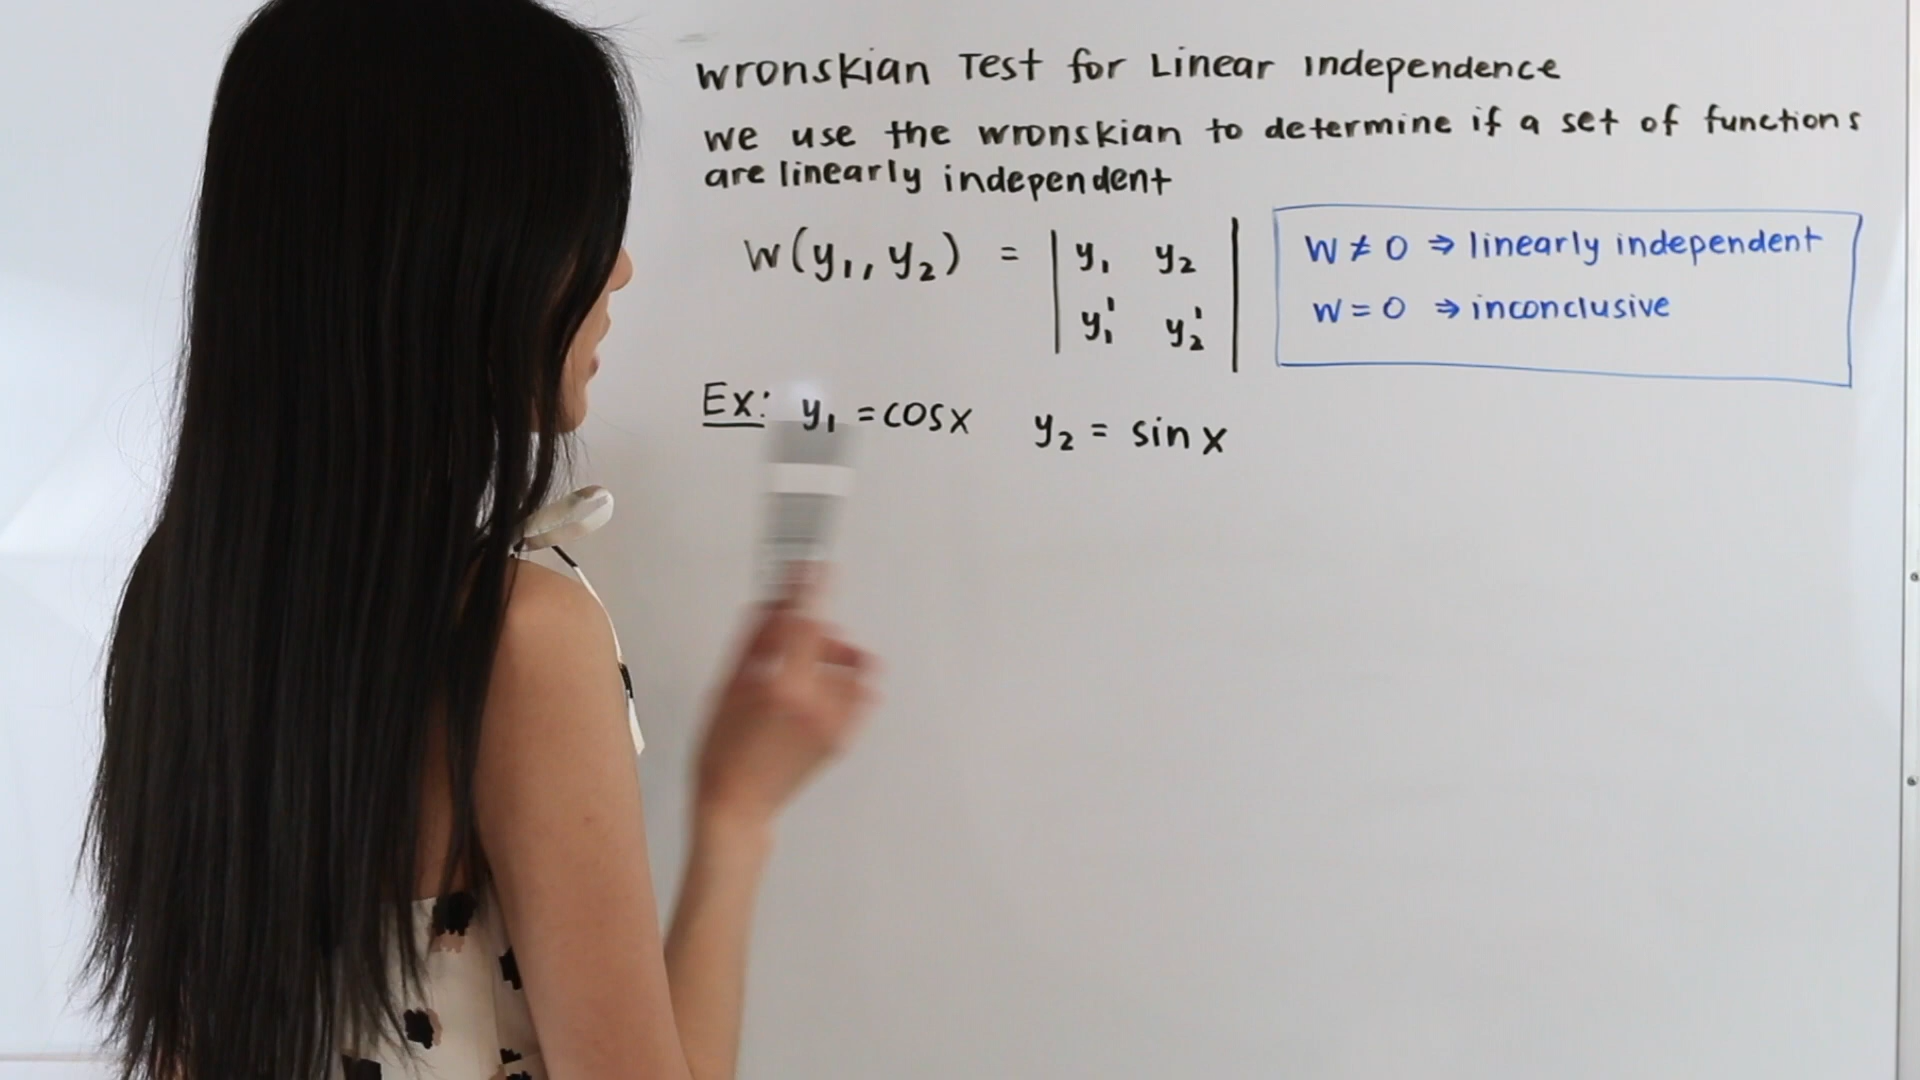 Wronskian Test for Linear Independence
we use the wronskian to determine if a set of functions
are linearly independent
W(y₁, y₂) = | y₁ y₂ |
| y₁' y₂' |
W ≠ 0 ⇒ linearly independent
W = 0 ⇒ inconclusive
Ex: y₁ = cosx y₂ = sin x